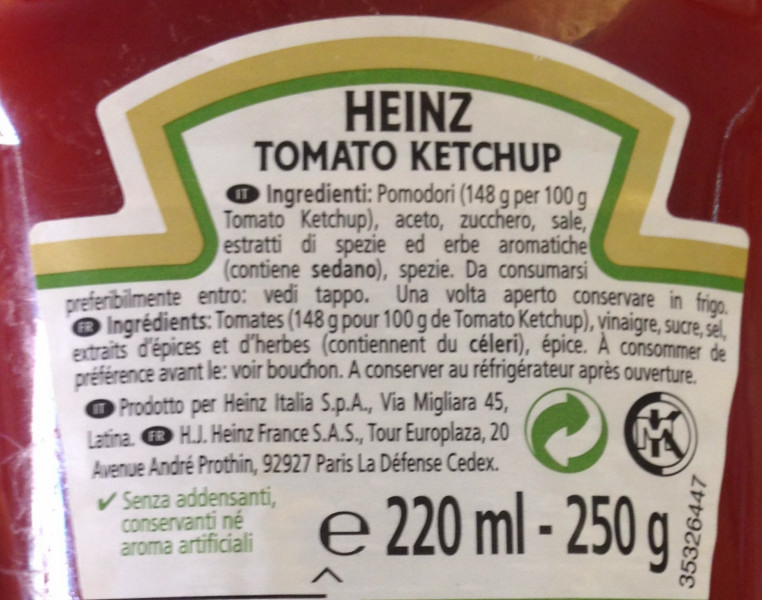 HEINZ
TOMATO KETCHUP
IT Ingredienti: Pomodori (148 g per 100 g
Tomato Ketchup), aceto, zucchero, sale,
estratti di spezie ed erbe aromatiche
(contiene sedano), spezie. Da consumarsi
preferibilmente entro: vedi tappo. Una volta aperto conservare in frigo.
FR Ingrédients: Tomates (148 g pour 100 g de Tomato Ketchup), vinaigre, sucre, sel,
extraits d'épices et d'herbes (contiennent du céleri), épice. À consommer de
préférence avant le: voir bouchon. A conserver au réfrigérateur après ouverture.
IT Prodotto per Heinz Italia S.p.A., Via Migliara 45,
Latina. FR H.J. Heinz France S.A.S., Tour Europlaza, 20
Avenue André Prothin, 92927 Paris La Défense Cedex.
✓ Senza addensanti,
conservanti né
aroma artificiali
e 220 ml - 250 g
35326447